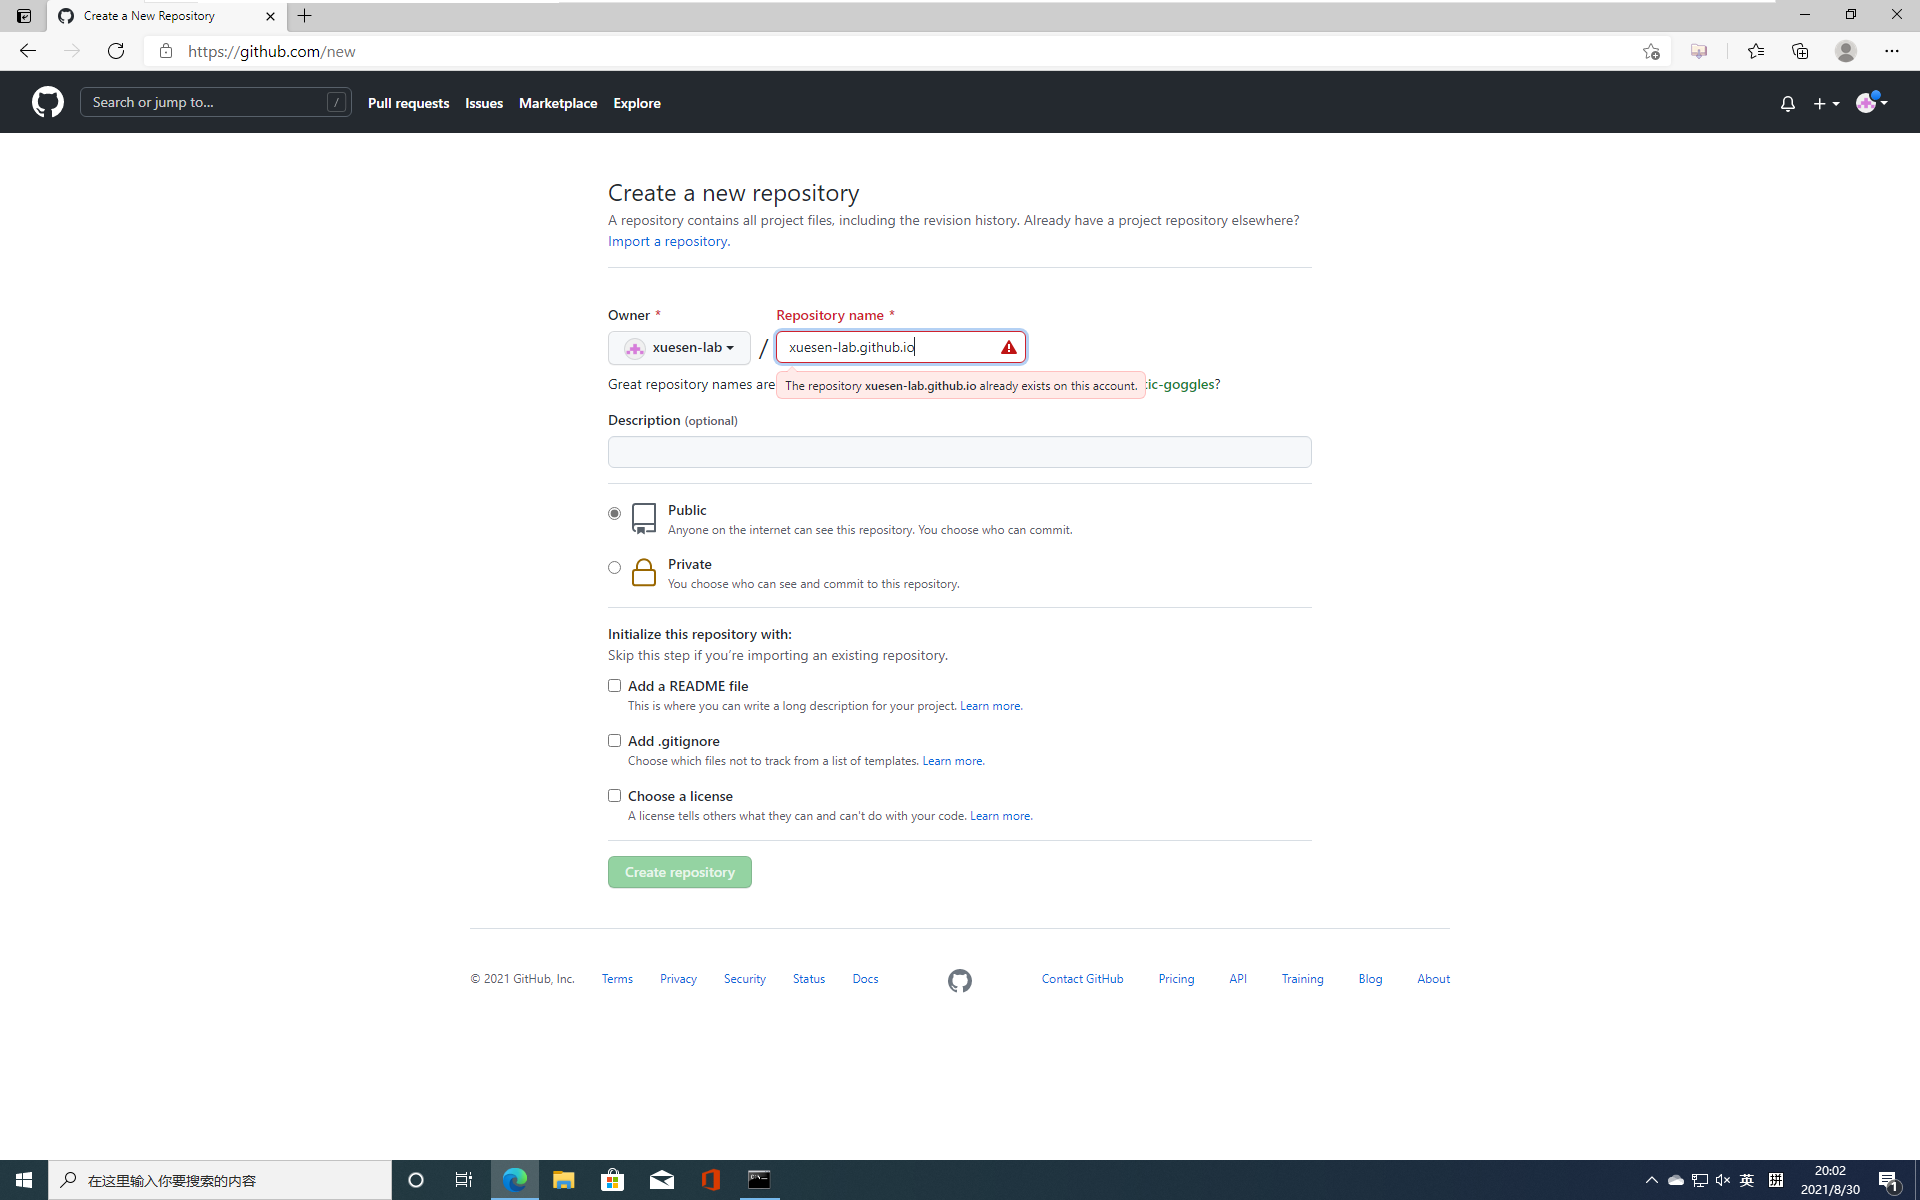 Create a New Repository
https://github.com/new
Search or jump to...
/
Pull requests
Issues
Marketplace
Explore
Create a new repository
A repository contains all project files, including the revision history. Already have a project repository elsewhere?
Import a repository.
Owner *
Repository name *
xuesen-lab
/
xuesen-lab.github.io
Great repository names are
The repository xuesen-lab.github.io already exists on this account.
ic-goggles?
Description (optional)
Public
Anyone on the internet can see this repository. You choose who can commit.
Private
You choose who can see and commit to this repository.
Initialize this repository with:
Skip this step if you’re importing an existing repository.
Add a README file
This is where you can write a long description for your project. Learn more.
Add .gitignore
Choose which files not to track from a list of templates. Learn more.
Choose a license
A license tells others what they can and can't do with your code. Learn more.
Create repository
© 2021 GitHub, Inc.
Terms
Privacy
Security
Status
Docs
Contact GitHub
Pricing
API
Training
Blog
About
在这里输入你要搜索的内容
英
拼
20:02
2021/8/30
1